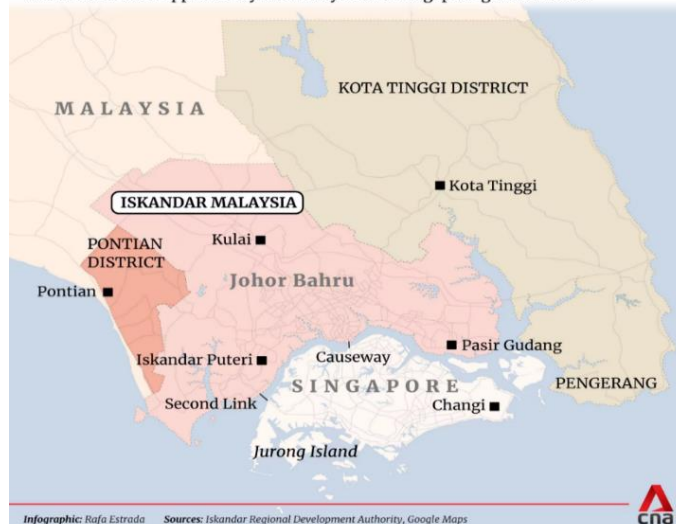 KOTA TINGGI DISTRICT
MALAYSIA
Kota Tinggi
ISKANDAR MALAYSIA
PONTIAN
DISTRICT
Kulai
Johor Bahru
Pontian
Iskandar Puteri
Causeway
Pasir Gudang
SINGAPORE
PENGERANG
Second Link
Changi
Jurong Island
Infographic: Rafa Estrada Sources: Iskandar Regional Development Authority, Google Maps
cna